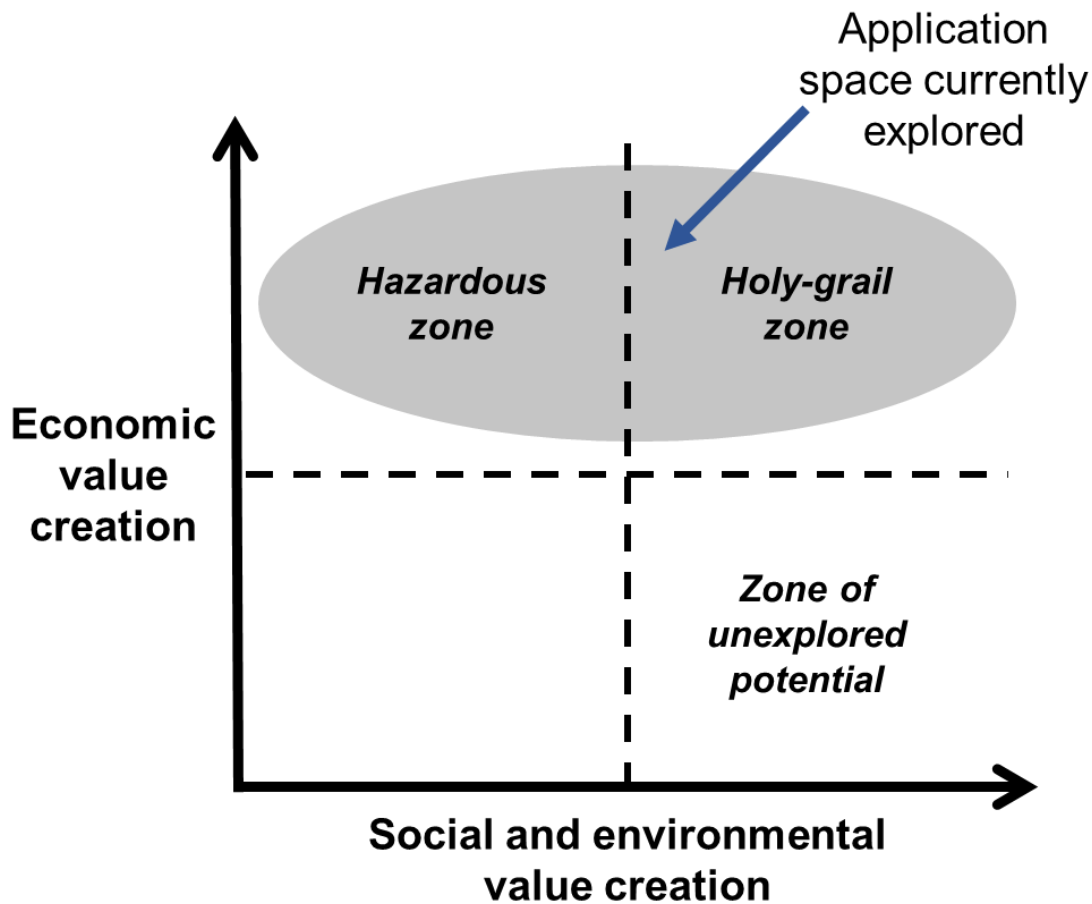 Application
space currently
explored
Hazardous
zone
Holy-grail
zone
Economic
value
creation
Zone of
unexplored
potential
Social and environmental
value creation